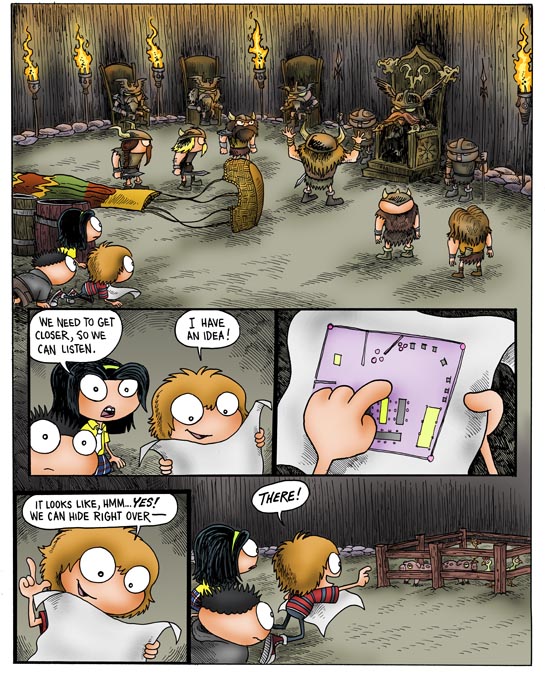 WE NEED TO GET
CLOSER, SO WE
CAN LISTEN.
I HAVE
AN IDEA!
IT LOOKS LIKE, HMM...YES!
WE CAN HIDE RIGHT OVER—
THERE!